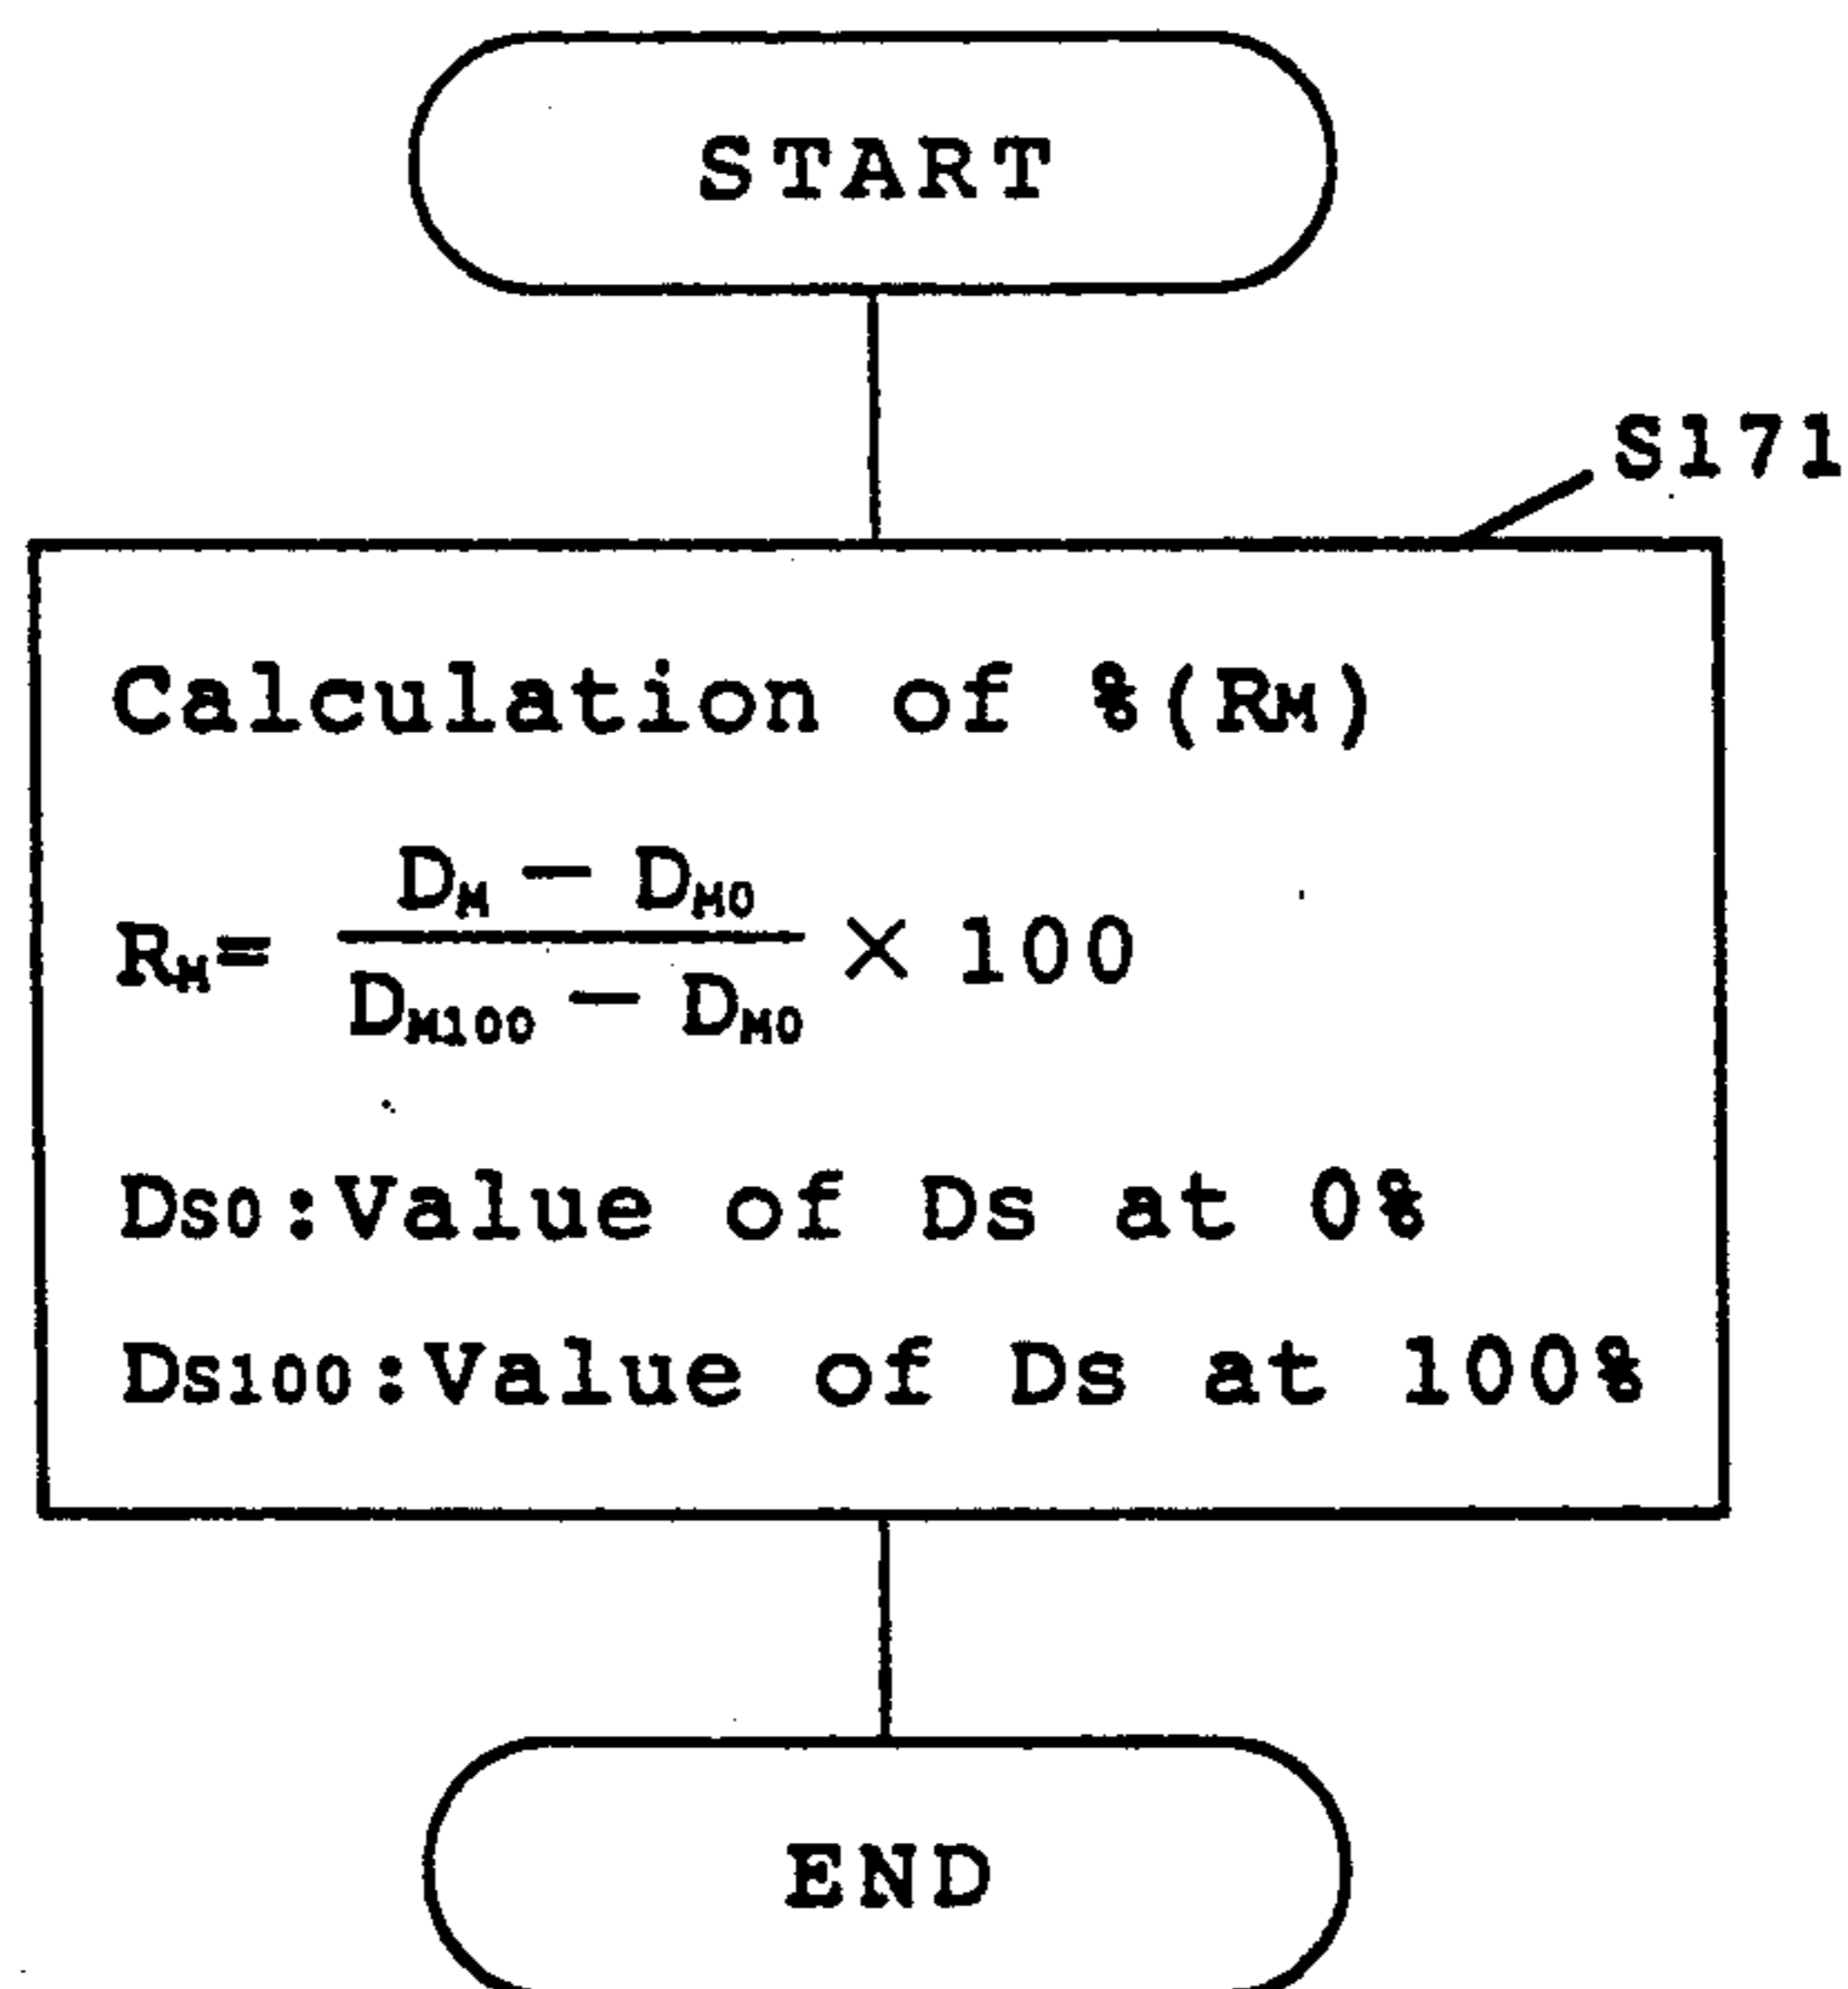 START
S171
Calculation of %(RM)
RM= (DM − DM0) / (DM100 − DM0) × 100
DS0:Value of Ds at 0%
DS100:Value of Ds at 100%
END